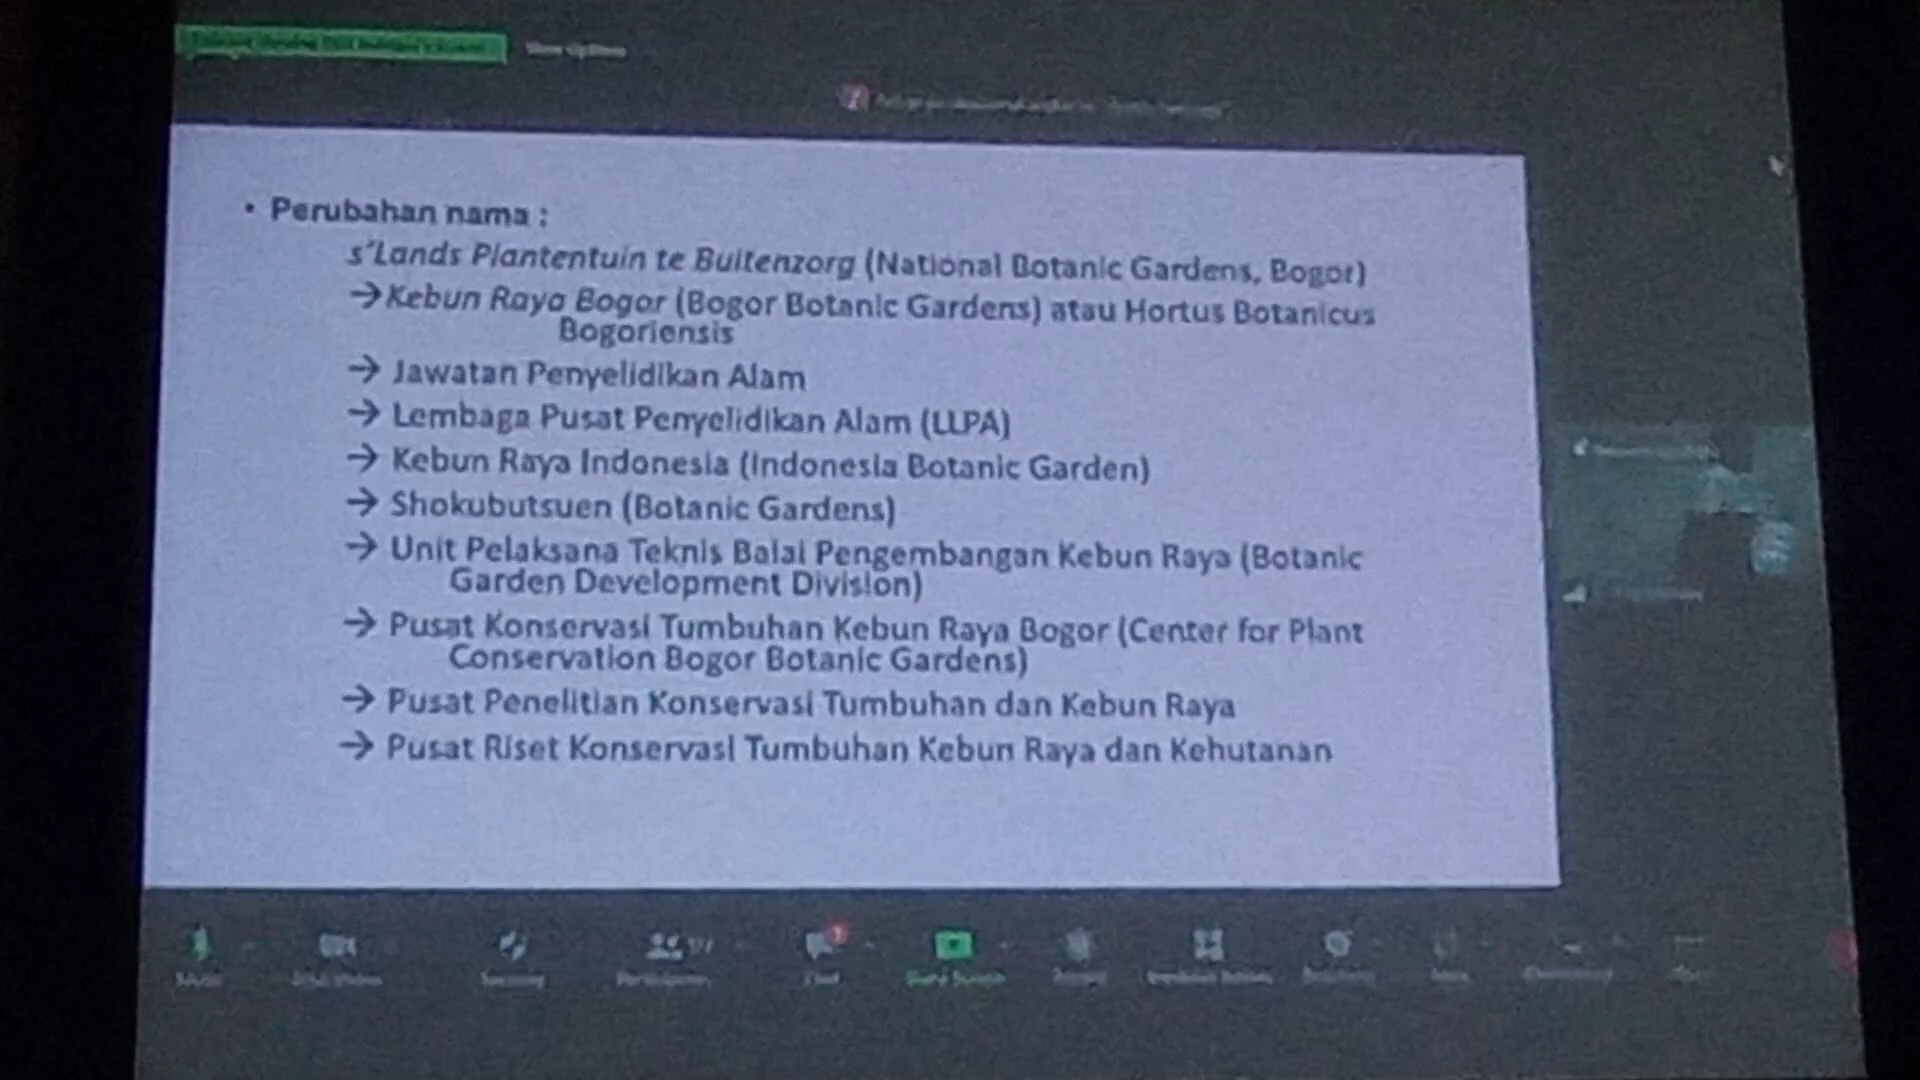 • Perubahan nama :
s'Lands Plantentuin te Buitenzorg (National Botanic Gardens, Bogor)
→ Kebun Raya Bogor (Bogor Botanic Gardens) atau Hortus Botanicus
Bogoriensis
→ Jawatan Penyelidikan Alam
→ Lembaga Pusat Penyelidikan Alam (LLPA)
→ Kebun Raya Indonesia (Indonesia Botanic Garden)
→ Shokubutsuen (Botanic Gardens)
→ Unit Pelaksana Teknis Balai Pengembangan Kebun Raya (Botanic
Garden Development Division)
→ Pusat Konservasi Tumbuhan Kebun Raya Bogor (Center for Plant
Conservation Bogor Botanic Gardens)
→ Pusat Penelitian Konservasi Tumbuhan dan Kebun Raya
→ Pusat Riset Konservasi Tumbuhan Kebun Raya dan Kehutanan